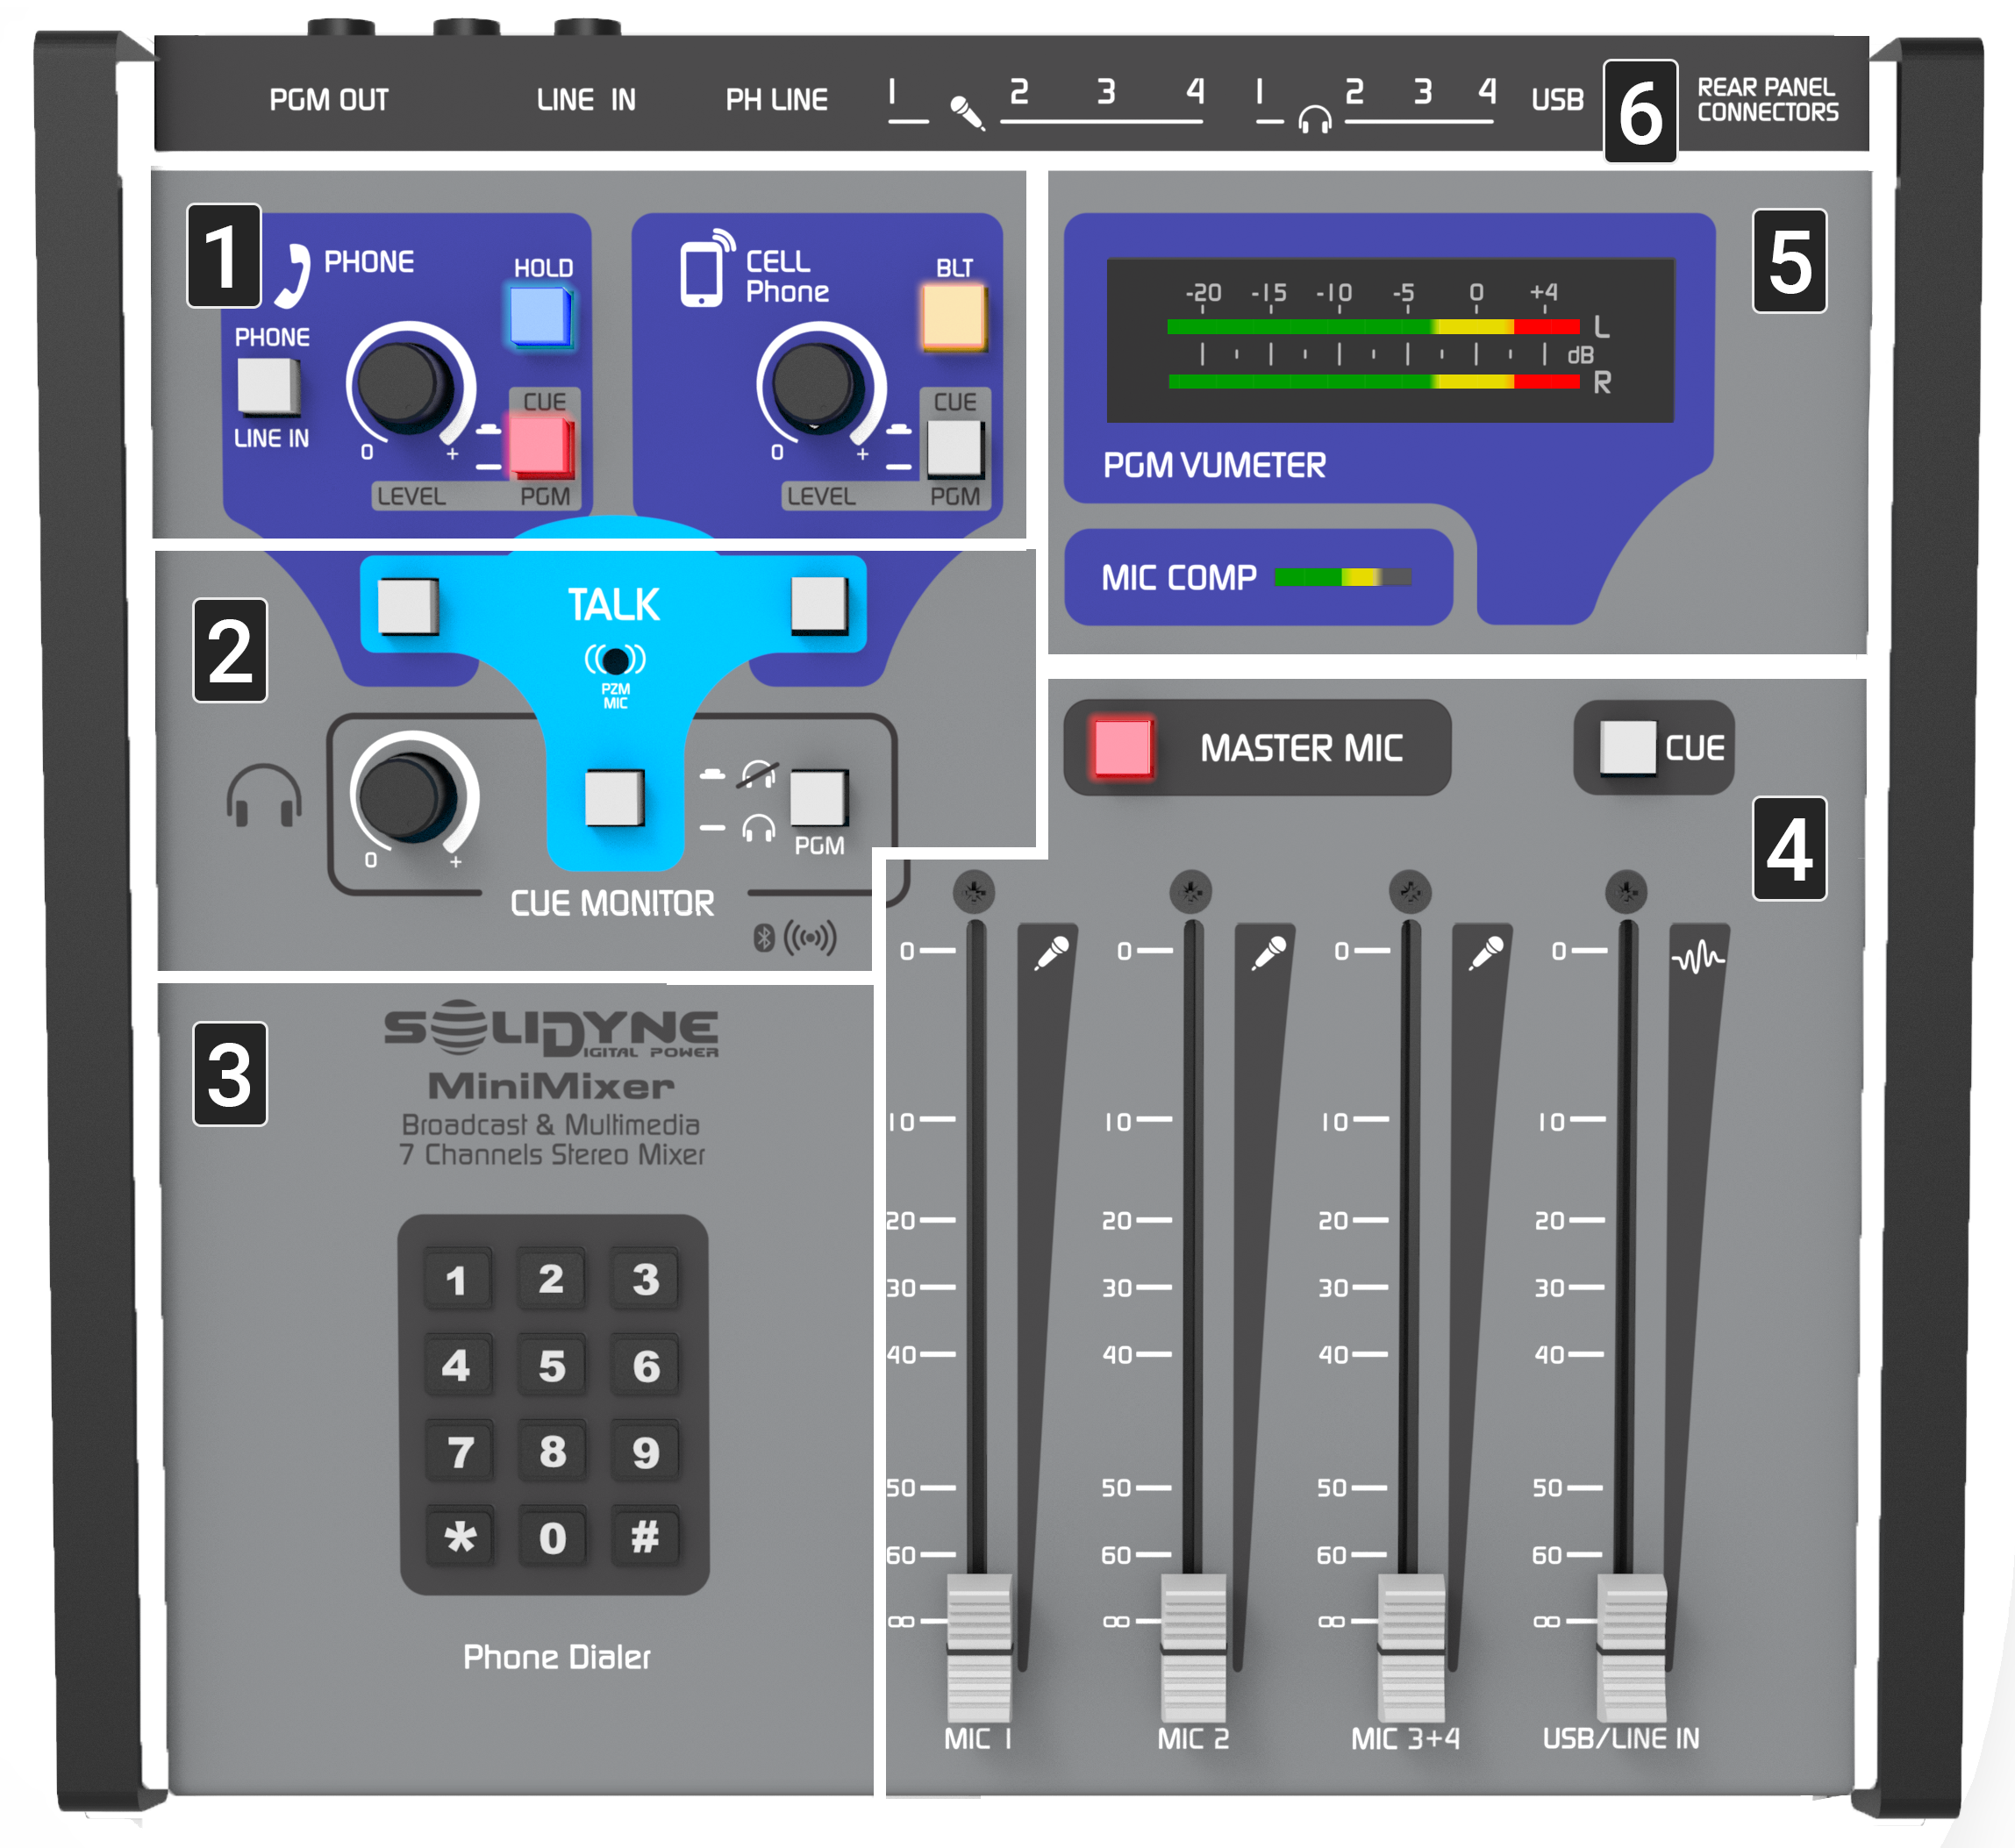 PGM OUT
LINE IN
PH LINE
1 2 3 4
1 2 3 4
USB
6
REAR PANEL
CONNECTORS
1
PHONE
HOLD
PHONE
LINE IN
CUE
0 +
LEVEL
PGM
CELL
Phone
BLT
CUE
0 +
LEVEL
PGM
5
-20 -15 -10 -5 0 +4
L
dB
R
PGM VUMETER
MIC COMP
2
TALK
PZM
MIC
0 +
PGM
CUE MONITOR
MASTER MIC
CUE
4
3
SOLIDYNE
DIGITAL POWER
MiniMixer
Broadcast & Multimedia
7 Channels Stereo Mixer
1 2 3
4 5 6
7 8 9
* 0 #
Phone Dialer
0 0 0 0
10 10 10 10
20 20 20 20
30 30 30 30
40 40 40 40
50 50 50 50
60 60 60 60
∞ ∞ ∞ ∞
MIC 1
MIC 2
MIC 3+4
USB/LINE IN